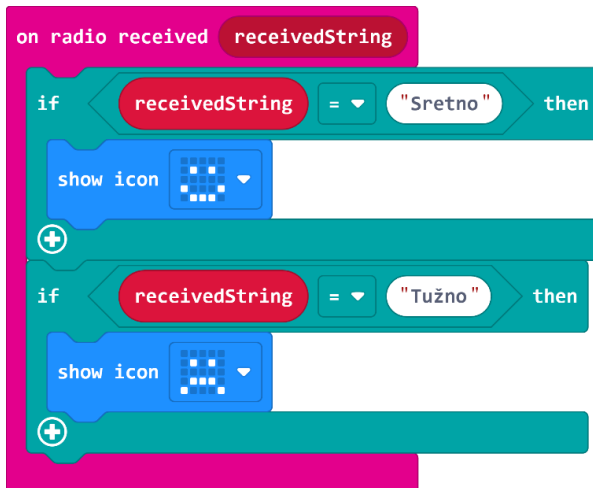 on radio received receivedString
if receivedString = "Sretno" then
show icon
if receivedString = "Tužno" then
show icon